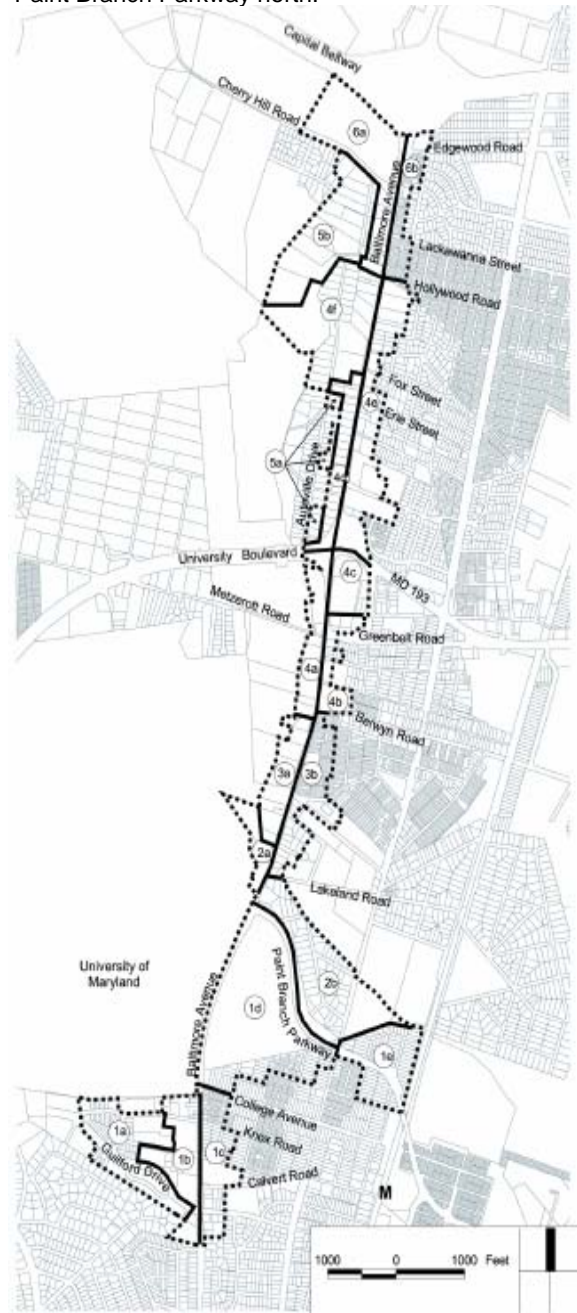 Paint Branch Parkway north.
Capital Beltway
Cherry Hill Road
6a
Edgewood Road
6b
Baltimore Avenue
5b
Lackawanna Street
Hollywood Road
4f
Fox Street
4e
Erie Street
5a
Autoville Drive
University Boulevard
4c
MD 193
Metzerott Road
Greenbelt Road
4a
4b
Berwyn Road
3a
3b
2a
Lakeland Road
University of
Maryland
Baltimore Avenue
Paint Branch Parkway
2b
1d
1e
College Avenue
1a
Knox Road
Guilford Drive
1b
1c
Calvert Road
M
1000 0 1000 Feet